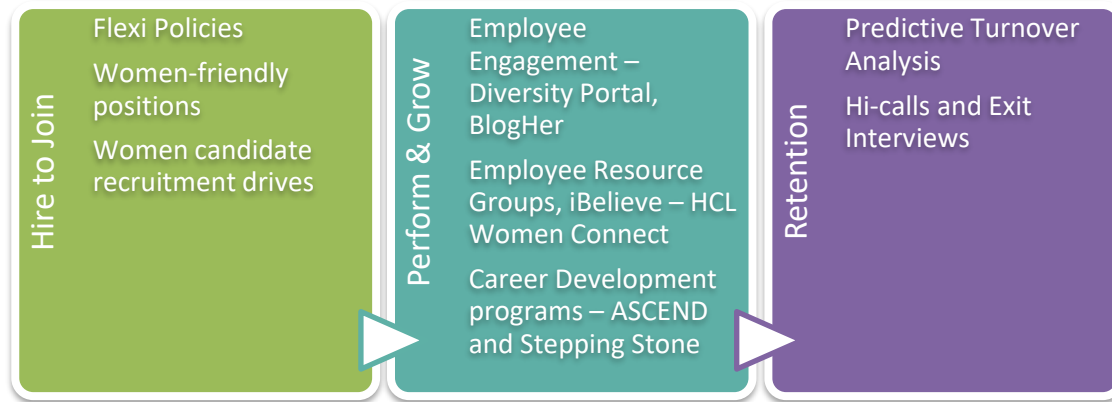 Hire to Join
Flexi Policies
Women-friendly
positions
Women candidate
recruitment drives
Perform & Grow
Employee
Engagement –
Diversity Portal,
BlogHer
Employee Resource
Groups, iBelieve – HCL
Women Connect
Career Development
programs – ASCEND
and Stepping Stone
Retention
Predictive Turnover
Analysis
Hi-calls and Exit
Interviews